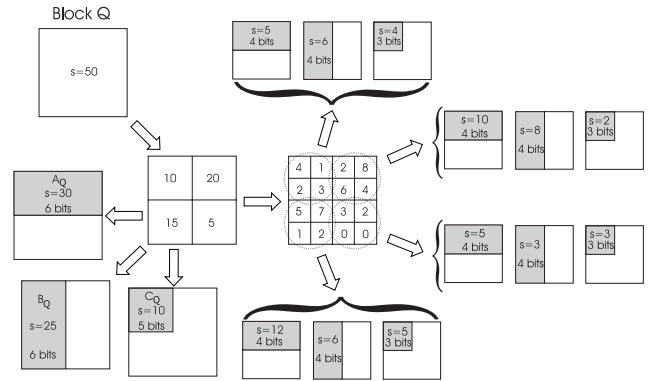 Block Q
s=50
s=5
4 bits
s=6
4 bits
s=4
3 bits
10 20
15 5
4 1 2 8
2 3 6 4
5 7 3 2
1 2 0 0
s=10
4 bits
s=8
4 bits
s=2
3 bits
AQ
s=30
6 bits
s=5
4 bits
s=3
4 bits
s=3
3 bits
BQ
s=25
6 bits
CQ
s=10
5 bits
s=12
4 bits
s=6
4 bits
s=5
3 bits